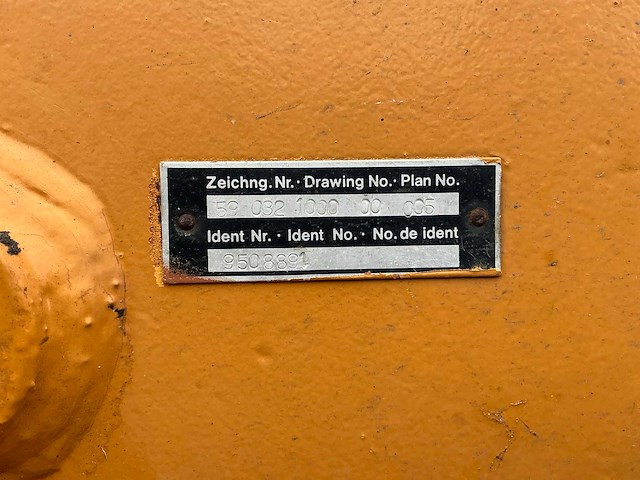 Zeichng. Nr. · Drawing No. · Plan No.
59 032 1000 00 005
Ident Nr. · Ident No. · No. de ident
9508891